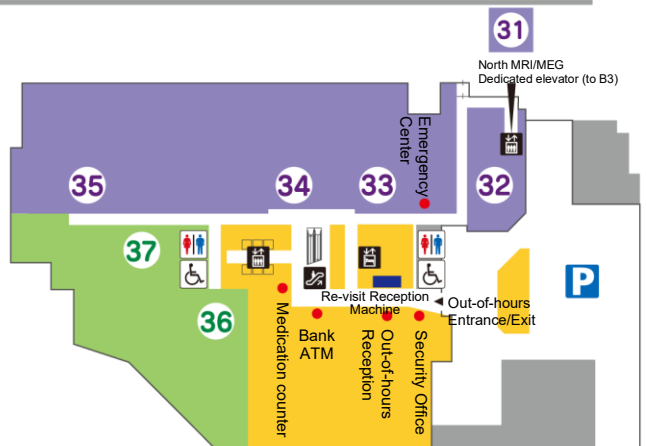 31
North MRI/MEG
Dedicated elevator (to B3)
Emergency
Center
35
34
33
32
37
36
P
Re-visit Reception
Machine
Out-of-hours
Entrance/Exit
Medication counter
Bank
ATM
Out-of-hours
Reception
Security Office